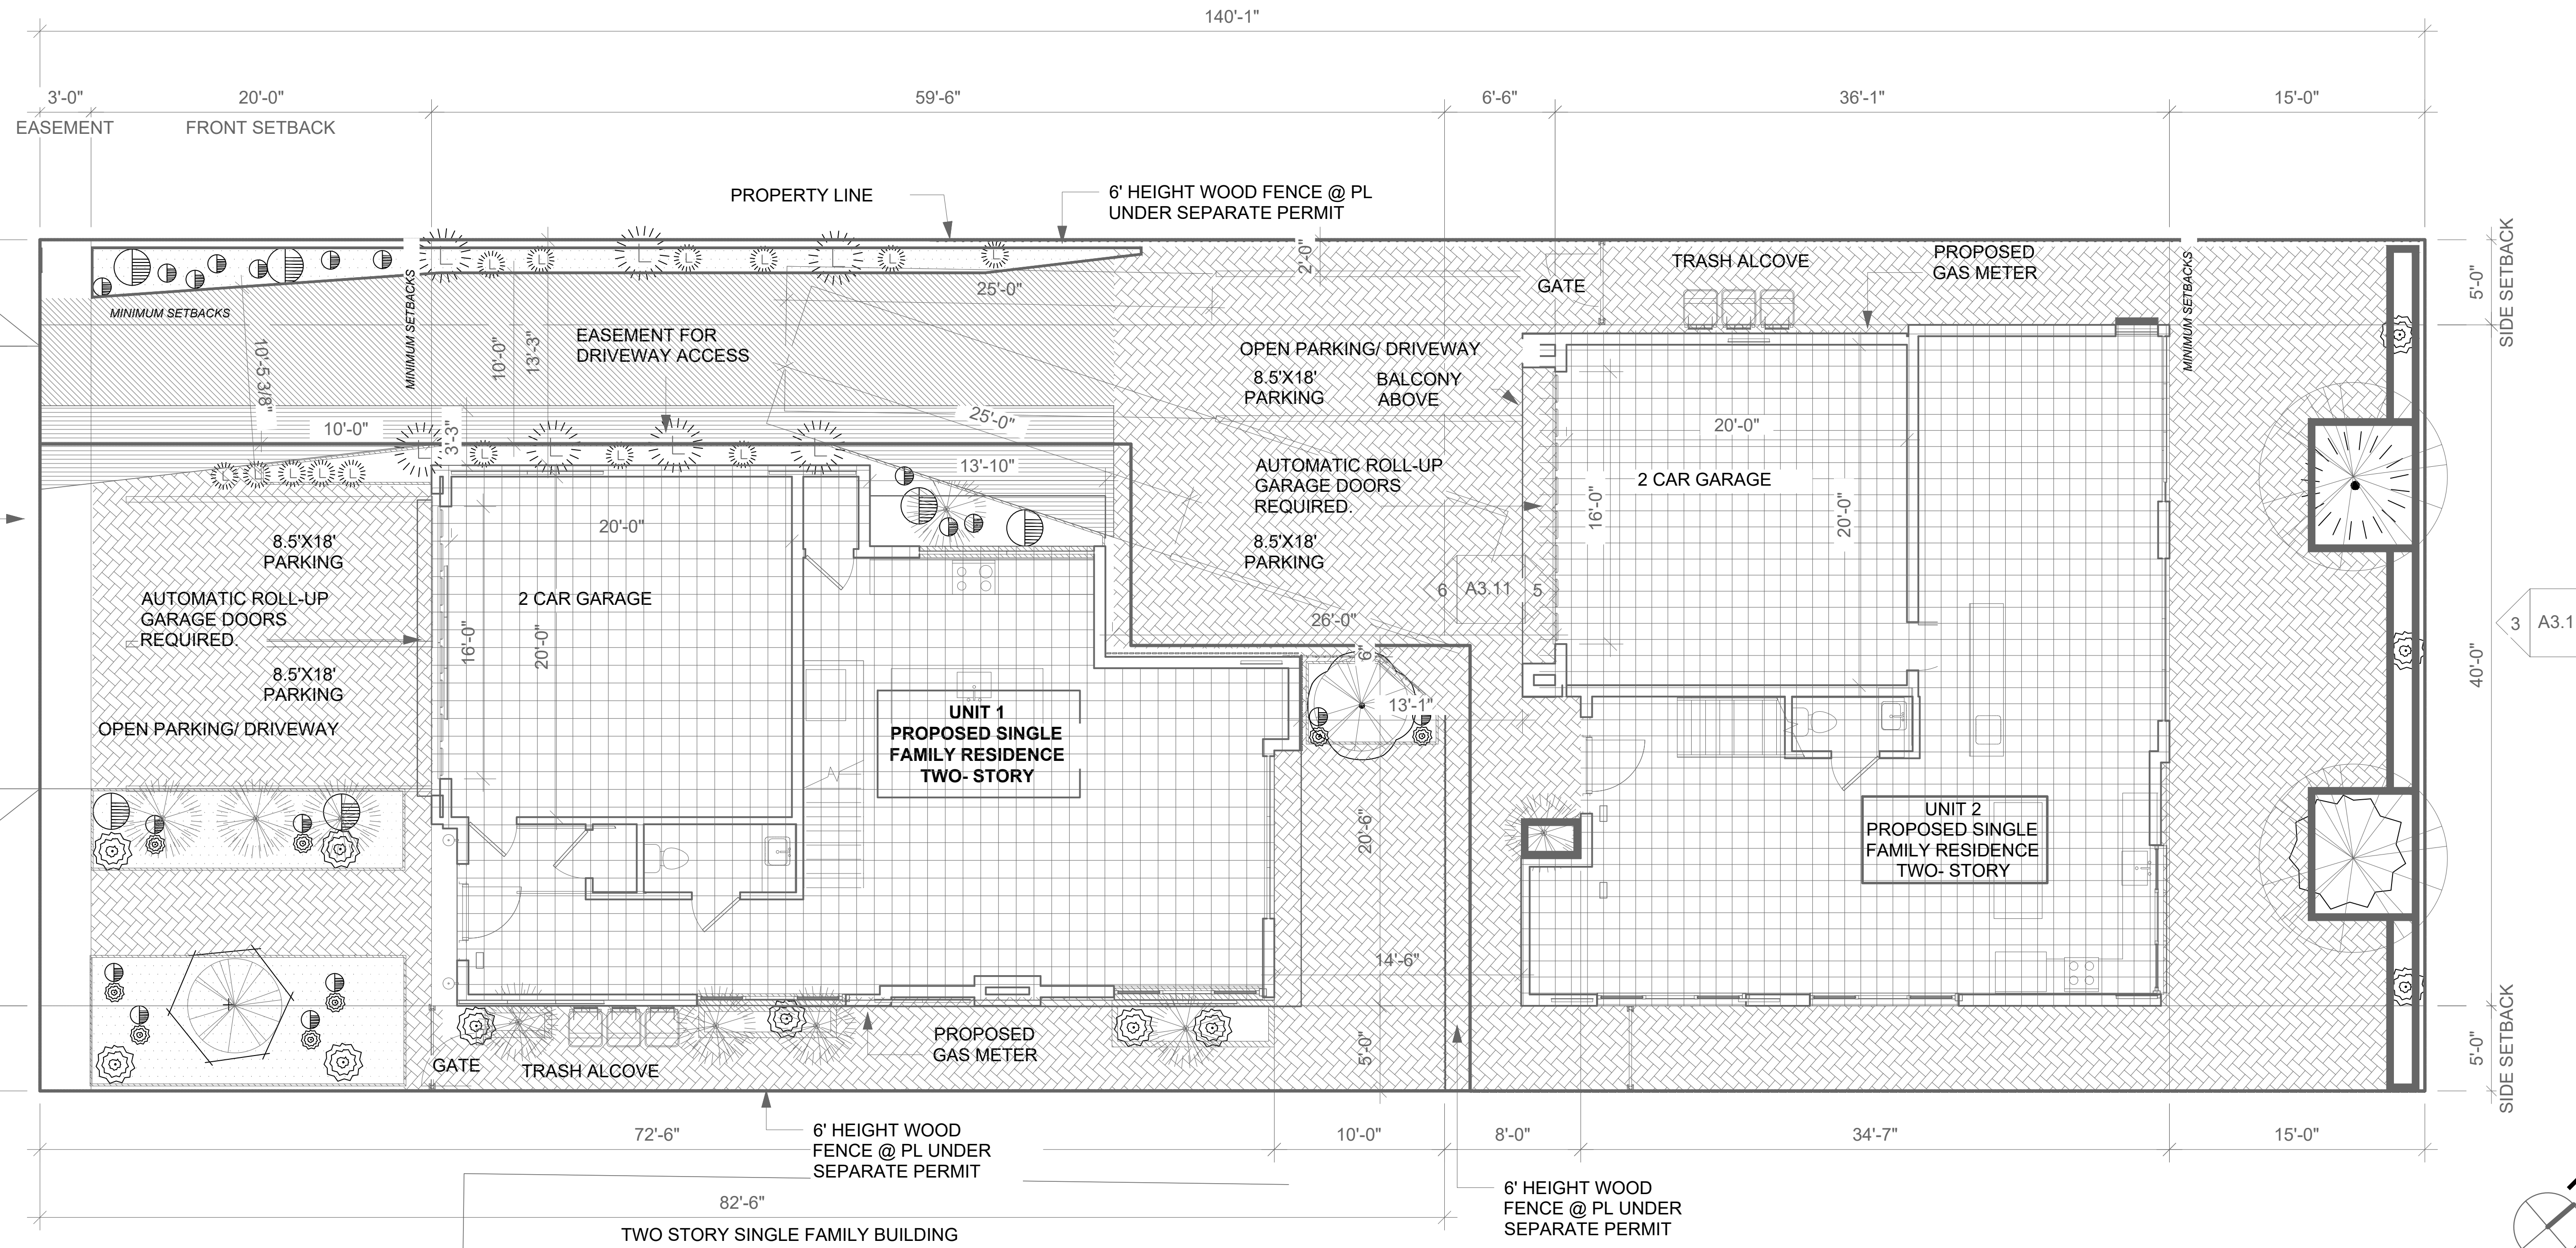 140'-1"
3'-0"
20'-0"
59'-6"
6'-6"
36'-1"
15'-0"
EASEMENT
FRONT SETBACK
PROPERTY LINE
6' HEIGHT WOOD FENCE @ PL
UNDER SEPARATE PERMIT
MINIMUM SETBACKS
MINIMUM SETBACKS
10'-5 3/8"
10'-0"
3'-3"
10'-0"
13'-3"
EASEMENT FOR
DRIVEWAY ACCESS
25'-0"
25'-0"
13'-10"
2'-0"
GATE
TRASH ALCOVE
PROPOSED
GAS METER
MINIMUM SETBACKS
5'-0"
SIDE SETBACK
OPEN PARKING/ DRIVEWAY
8.5'X18'
PARKING
BALCONY
ABOVE
AUTOMATIC ROLL-UP
GARAGE DOORS
REQUIRED.
8.5'X18'
PARKING
6
A3.11
5
26'-0"
6"
13'-1"
20'-0"
2 CAR GARAGE
16'-0"
20'-0"
8.5'X18'
PARKING
AUTOMATIC ROLL-UP
GARAGE DOORS
REQUIRED.
8.5'X18'
PARKING
OPEN PARKING/ DRIVEWAY
20'-0"
2 CAR GARAGE
16'-0"
20'-0"
UNIT 1
PROPOSED SINGLE
FAMILY RESIDENCE
TWO- STORY
UNIT 2
PROPOSED SINGLE
FAMILY RESIDENCE
TWO- STORY
3
A3.1
40'-0"
20'-6"
14'-6"
5'-0"
5'-0"
SIDE SETBACK
GATE
TRASH ALCOVE
PROPOSED
GAS METER
72'-6"
6' HEIGHT WOOD
FENCE @ PL UNDER
SEPARATE PERMIT
10'-0"
8'-0"
34'-7"
15'-0"
82'-6"
6' HEIGHT WOOD
FENCE @ PL UNDER
SEPARATE PERMIT
TWO STORY SINGLE FAMILY BUILDING